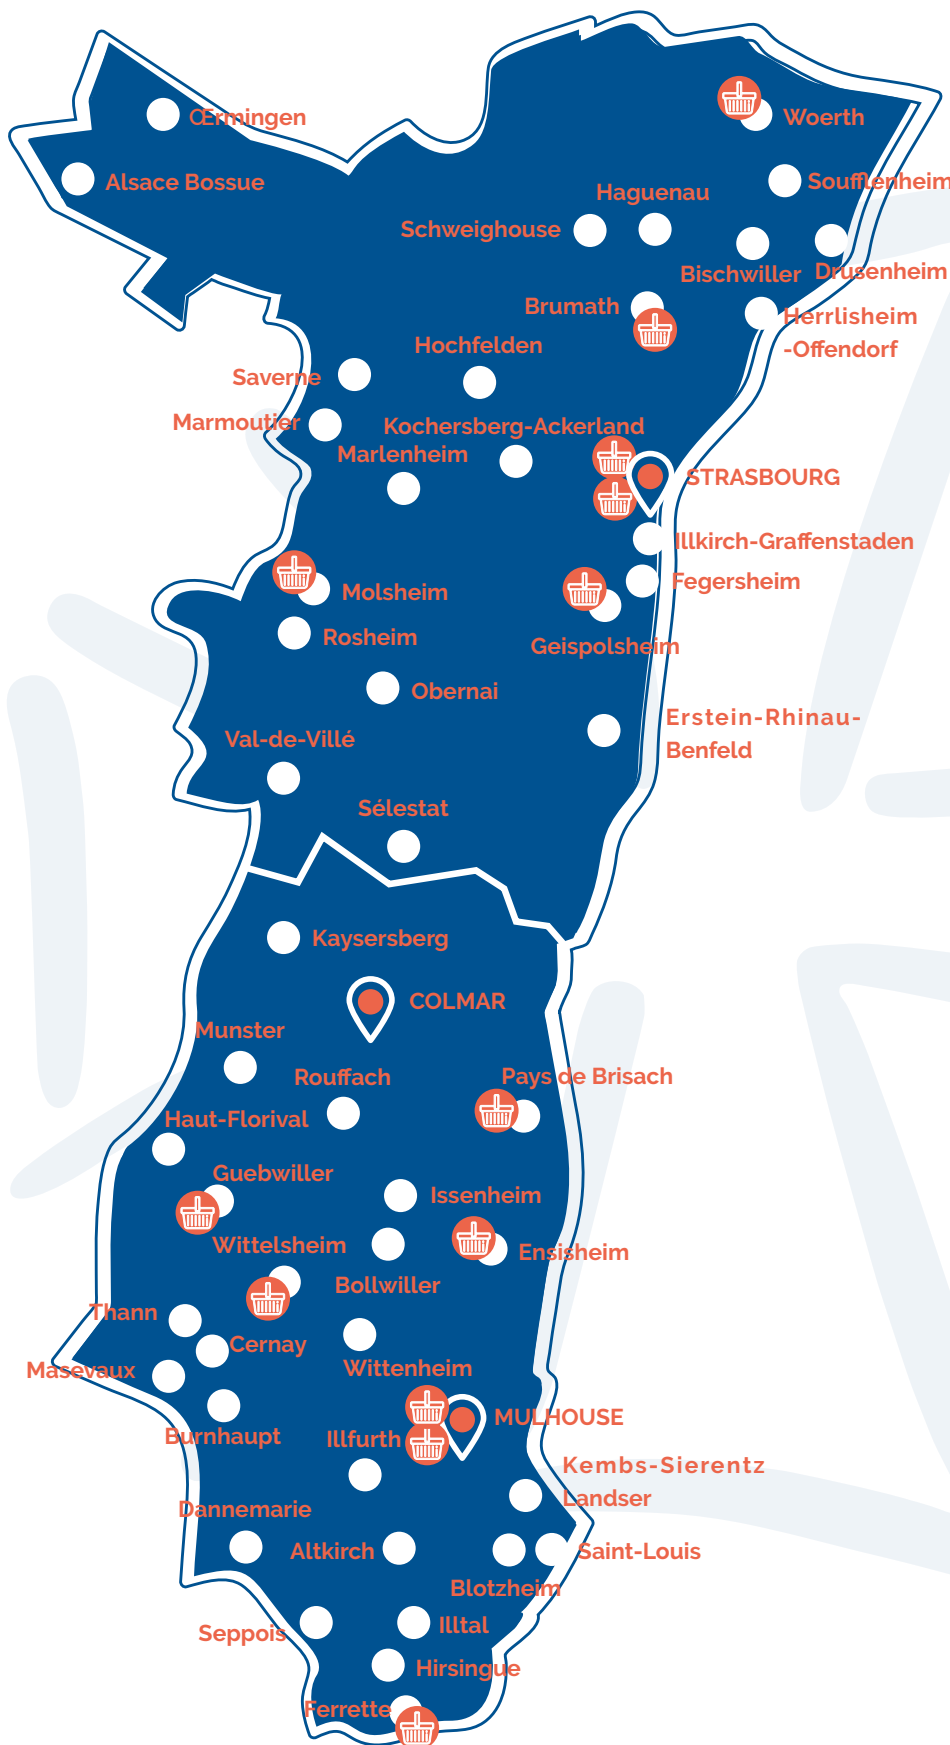 Woerth
Œrmingen
Alsace Bossue
Soufflenheim
Haguenau
Schweighouse
Bischwiller
Drusenheim
Brumath
Herrlisheim
-Offendorf
Hochfelden
Saverne
Marmoutier
Kochersberg-Ackerland
Marlenheim
STRASBOURG
Illkirch-Graffenstaden
Fegersheim
Molsheim
Rosheim
Geispolsheim
Obernai
Erstein-Rhinau-
Benfeld
Val-de-Villé
Sélestat
Kaysersberg
COLMAR
Munster
Rouffach
Pays de Brisach
Haut-Florival
Guebwiller
Issenheim
Wittelsheim
Ensisheim
Bollwiller
Thann
Cernay
Masevaux
Wittenheim
MULHOUSE
Burnhaupt
Illfurth
Kembs-Sierentz
Landser
Dannemarie
Altkirch
Saint-Louis
Blotzheim
Seppois
Illtal
Hirsingue
Ferrette